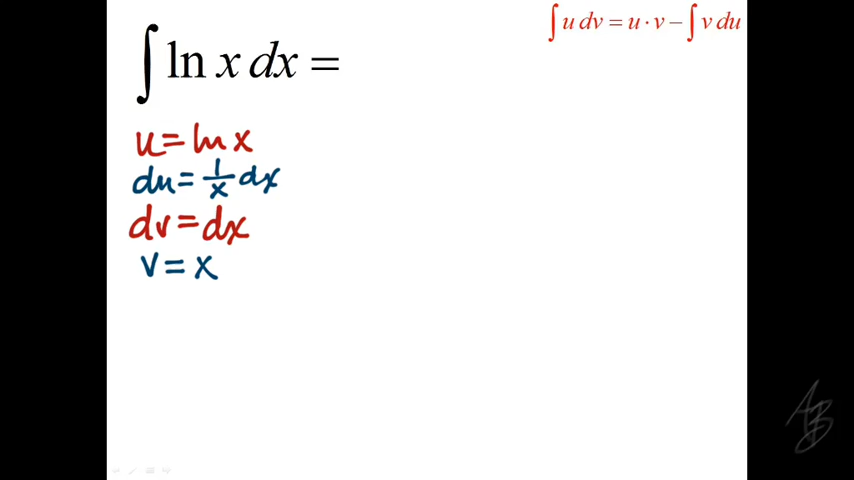 ∫ u dv = u · v − ∫ v du
∫ ln x dx =
u = ln x
du = 1/x dx
dv = dx
v = x